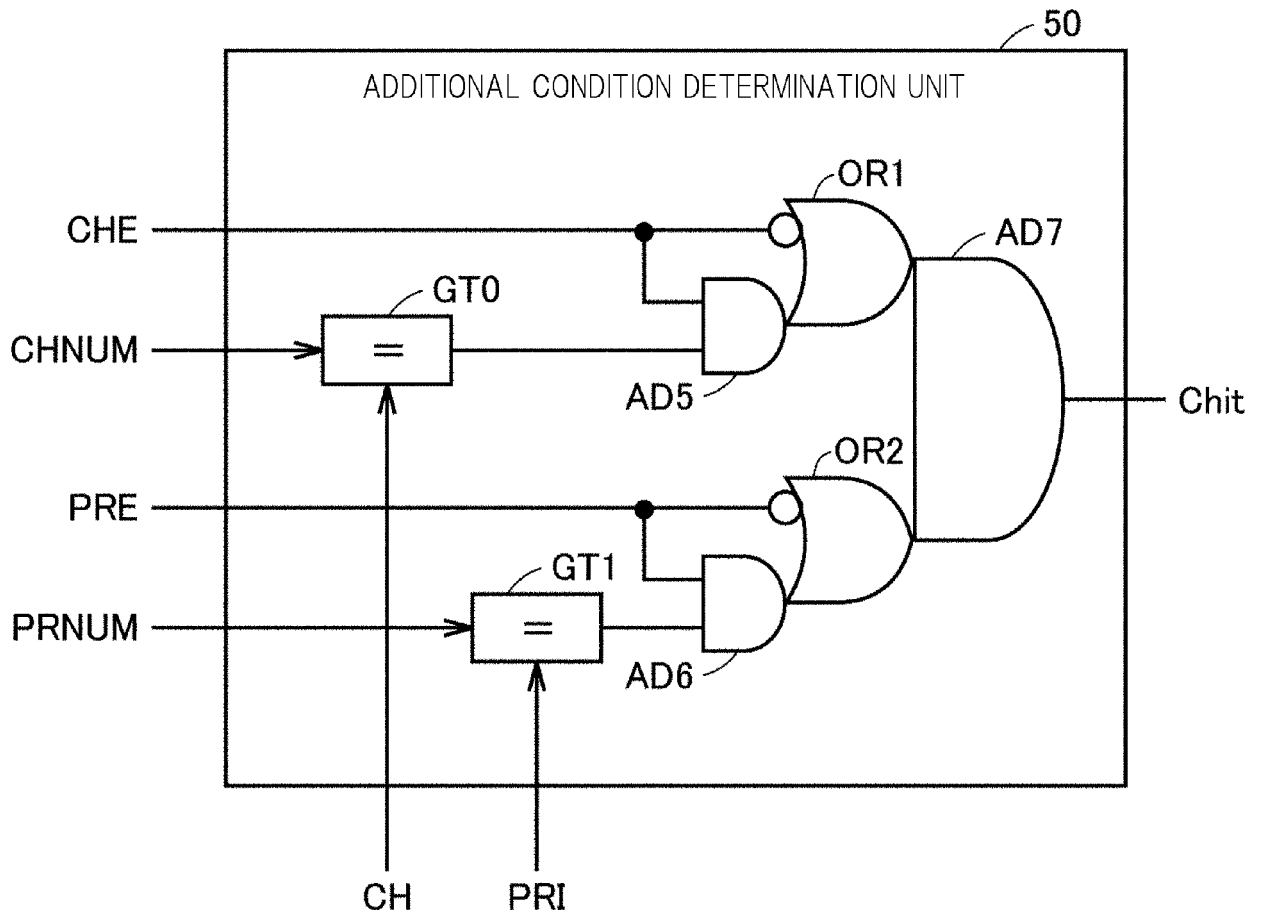 50
ADDITIONAL CONDITION DETERMINATION UNIT
OR1
CHE
AD7
GT0
CHNUM
=
AD5
Chit
OR2
PRE
GT1
PRNUM
=
AD6
CH
PRI